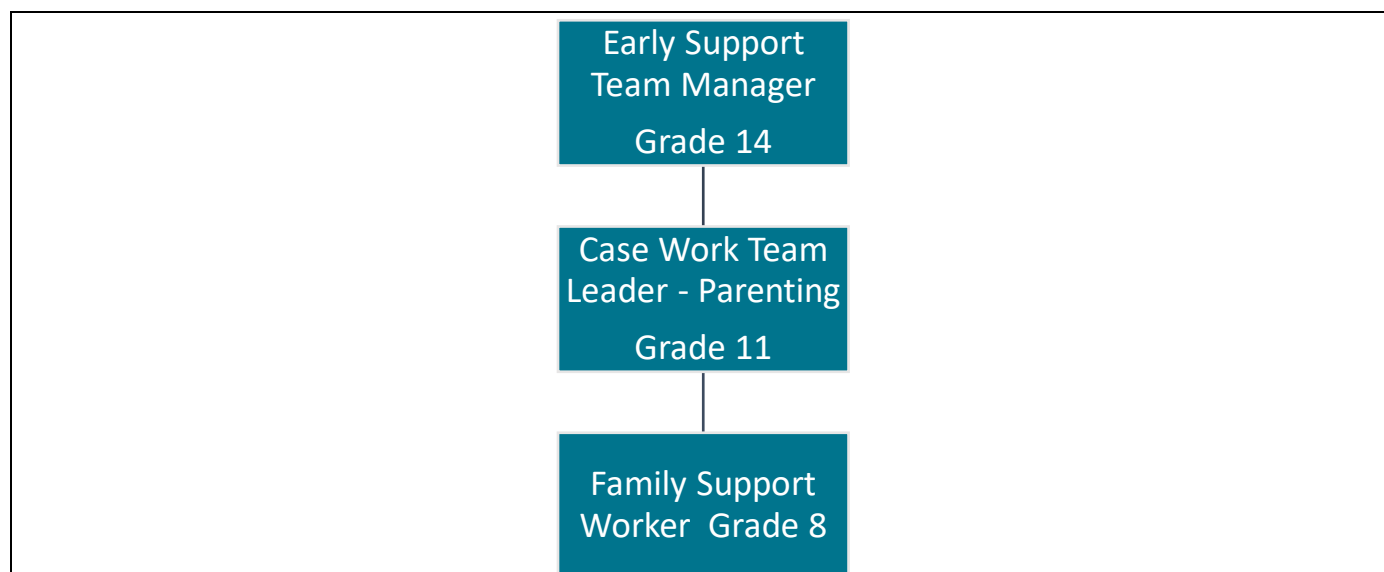 Early Support
Team Manager
Grade 14
Case Work Team
Leader - Parenting
Grade 11
Family Support
Worker  Grade 8